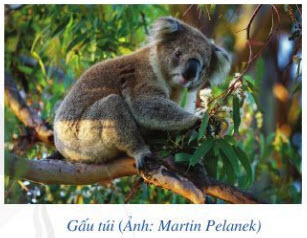 Gấu túi (Ảnh: Martin Pelanek)